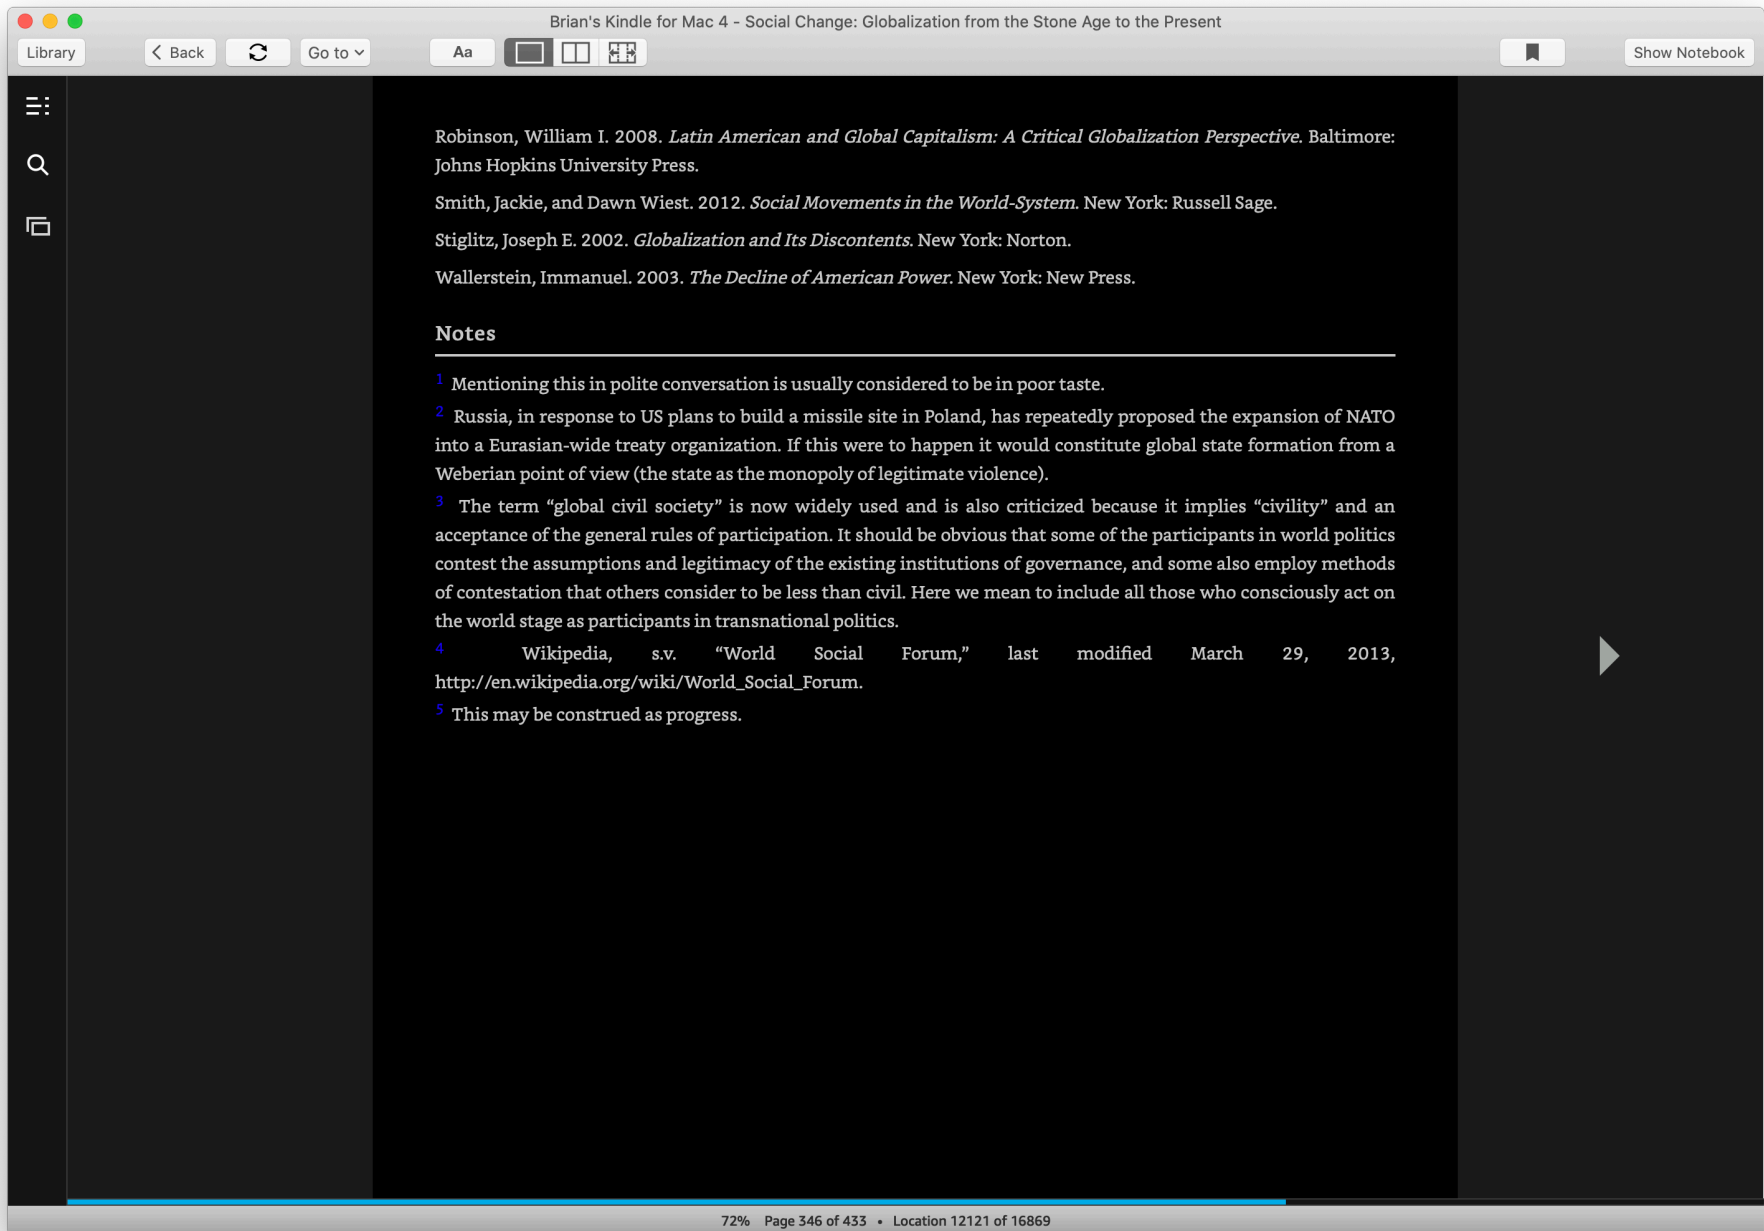 Brian's Kindle for Mac 4 - Social Change: Globalization from the Stone Age to the Present
Library
Back
Go to
Aa
Show Notebook
Robinson, William I. 2008. Latin American and Global Capitalism: A Critical Globalization Perspective. Baltimore:
Johns Hopkins University Press.
Smith, Jackie, and Dawn Wiest. 2012. Social Movements in the World-System. New York: Russell Sage.
Stiglitz, Joseph E. 2002. Globalization and Its Discontents. New York: Norton.
Wallerstein, Immanuel. 2003. The Decline of American Power. New York: New Press.
Notes
1 Mentioning this in polite conversation is usually considered to be in poor taste.
2 Russia, in response to US plans to build a missile site in Poland, has repeatedly proposed the expansion of NATO
into a Eurasian-wide treaty organization. If this were to happen it would constitute global state formation from a
Weberian point of view (the state as the monopoly of legitimate violence).
3 The term “global civil society” is now widely used and is also criticized because it implies “civility” and an
acceptance of the general rules of participation. It should be obvious that some of the participants in world politics
contest the assumptions and legitimacy of the existing institutions of governance, and some also employ methods
of contestation that others consider to be less than civil. Here we mean to include all those who consciously act on
the world stage as participants in transnational politics.
4 Wikipedia, s.v. “World Social Forum,” last modified March 29, 2013,
http://en.wikipedia.org/wiki/World_Social_Forum.
5 This may be construed as progress.
72% Page 346 of 433 • Location 12121 of 16869